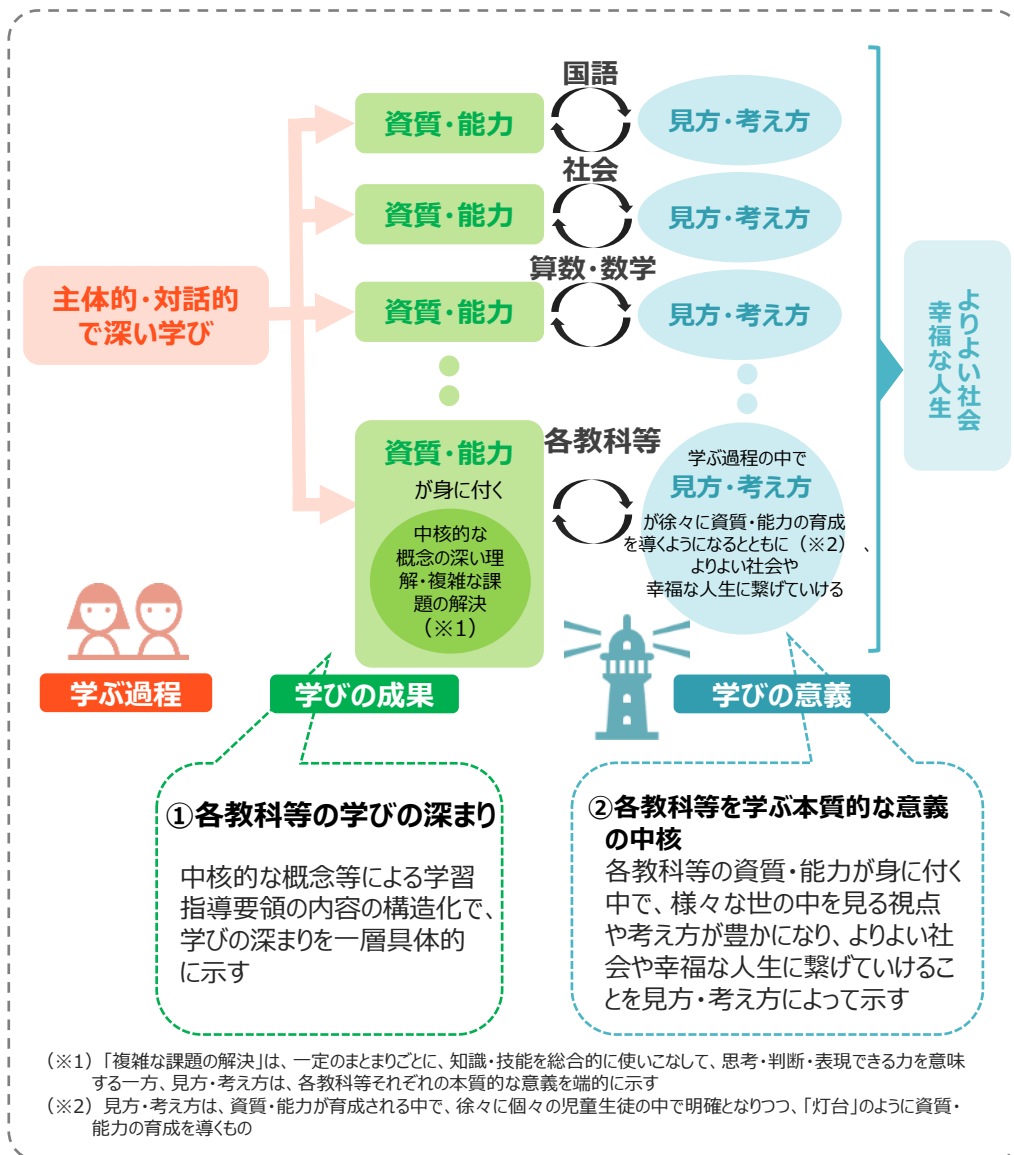 国語
資質・能力
見方・考え方
社会
資質・能力
見方・考え方
算数・数学
資質・能力
見方・考え方
主体的・対話的
で深い学び
よりよい社会
幸福な人生
各教科等
資質・能力
が身に付く
中核的な
概念の深い理
解・複雑な課
題の解決
（※1）
学ぶ過程の中で
見方・考え方
が徐々に資質・能力の育成
を導くようになるとともに（※2）、
よりよい社会や
幸福な人生に繋げていける
学ぶ過程
学びの成果
学びの意義
①各教科等の学びの深まり
中核的な概念等による学習
指導要領の内容の構造化で、
学びの深まりを一層具体的
に示す
②各教科等を学ぶ本質的な意義
の中核
各教科等の資質・能力が身に付く
中で、様々な世の中を見る視点
や考え方が豊かになり、よりよい社
会や幸福な人生に繋げていけるこ
とを見方・考え方によって示す
（※1）「複雑な課題の解決」は、一定のまとまりごとに、知識・技能を総合的に使いこなして、思考・判断・表現できる力を意味
する一方、見方・考え方は、各教科等それぞれの本質的な意義を端的に示す
（※2）見方・考え方は、資質・能力が育成される中で、徐々に個々の児童生徒の中で明確となりつつ、「灯台」のように資質・
能力の育成を導くもの